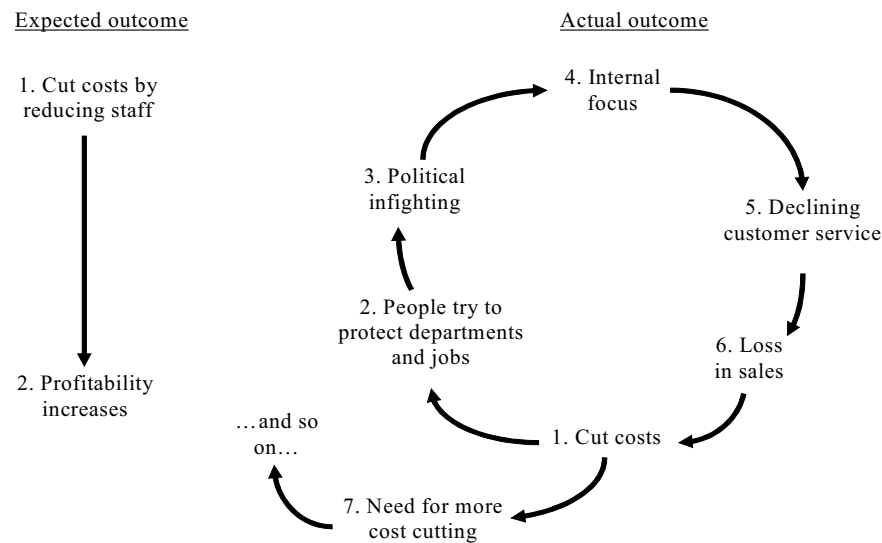 Expected outcome
1. Cut costs by
reducing staff
2. Profitability
increases
Actual outcome
1. Cut costs
2. People try to
protect departments
and jobs
3. Political
infighting
4. Internal
focus
5. Declining
customer service
6. Loss
in sales
7. Need for more
cost cutting
…and so
on…